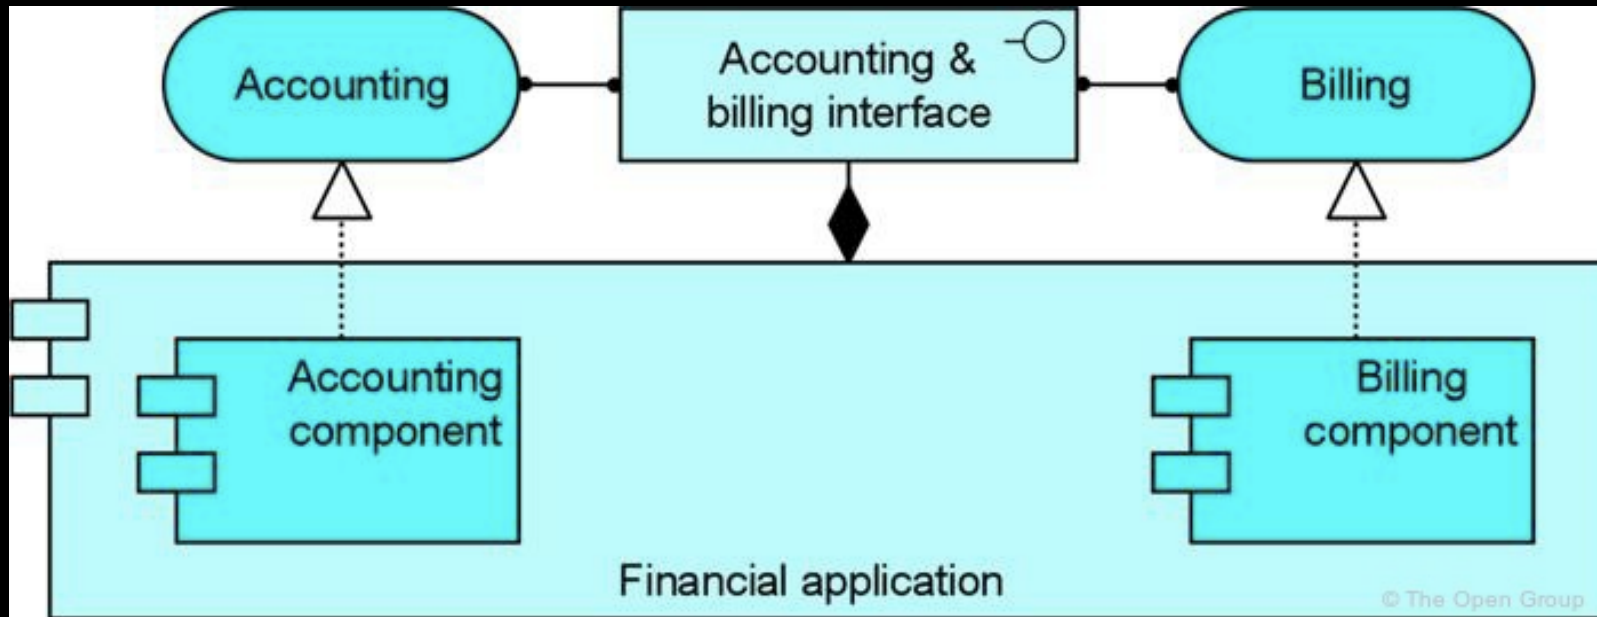 Accounting
Accounting &
billing interface
Billing
Accounting
component
Billing
component
Financial application
© The Open Group